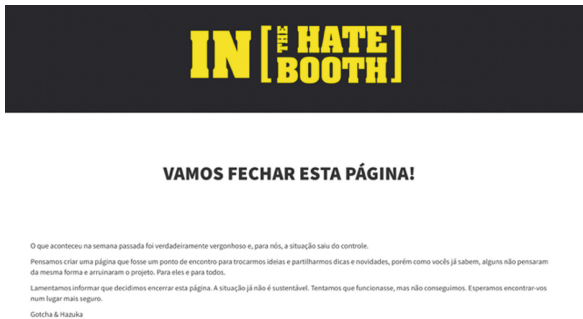 IN [THE HATE BOOTH]
VAMOS FECHAR ESTA PÁGINA!
O que aconteceu na semana passada foi verdadeiramente vergonhoso e, para nós, a situação saiu do controle.
Pensamos criar uma página que fosse um ponto de encontro para trocarmos ideias e partilharmos dicas e novidades, porém como vocês já sabem, alguns não pensaram
da mesma forma e arruinaram o projeto. Para eles e para todos.
Lamentamos informar que decidimos encerrar esta página. A situação já não é sustentável. Tentamos que funcionasse, mas não conseguimos. Esperamos encontrar-vos
num lugar mais seguro.
Gotcha & Hazuka